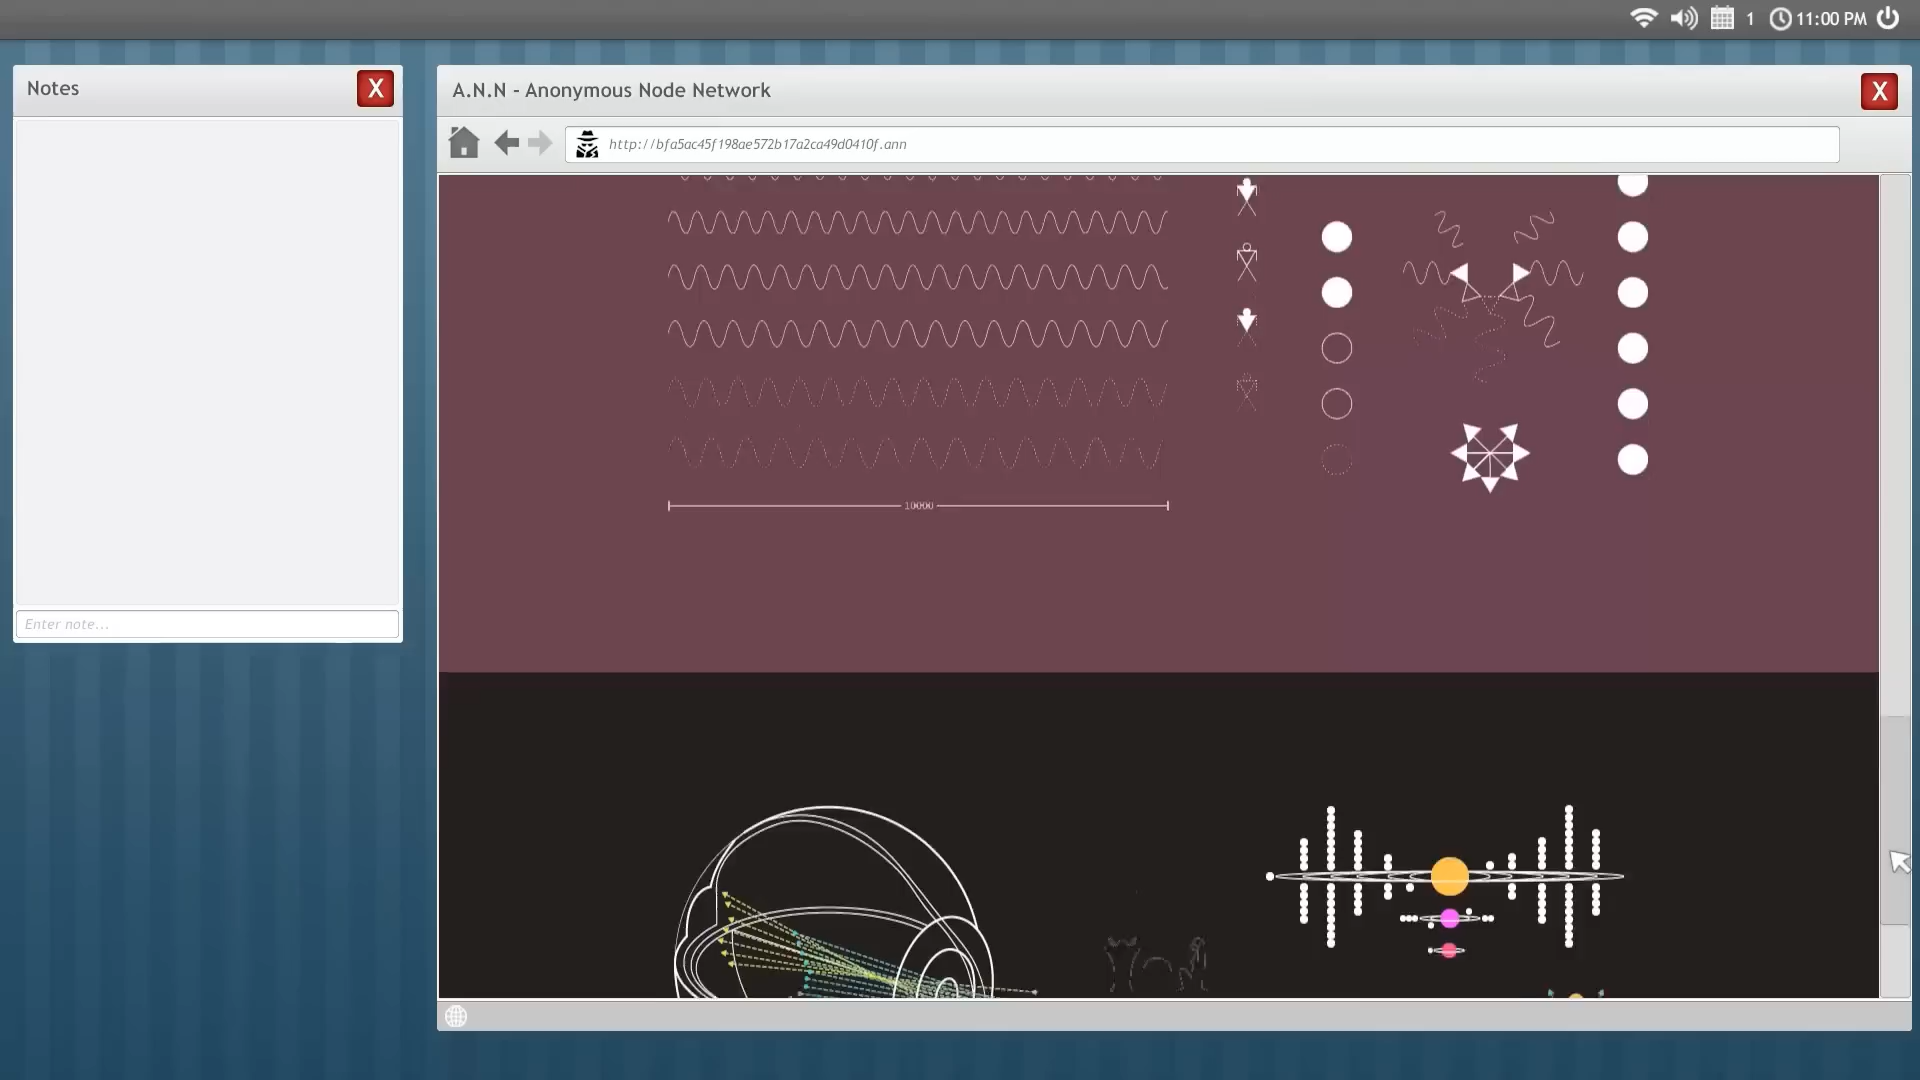 1 11:00 PM
Notes
X
A.N.N - Anonymous Node Network
X
http://bfa5ac45f198ae572b17a2ca49d0410f.ann
10000
Enter note...